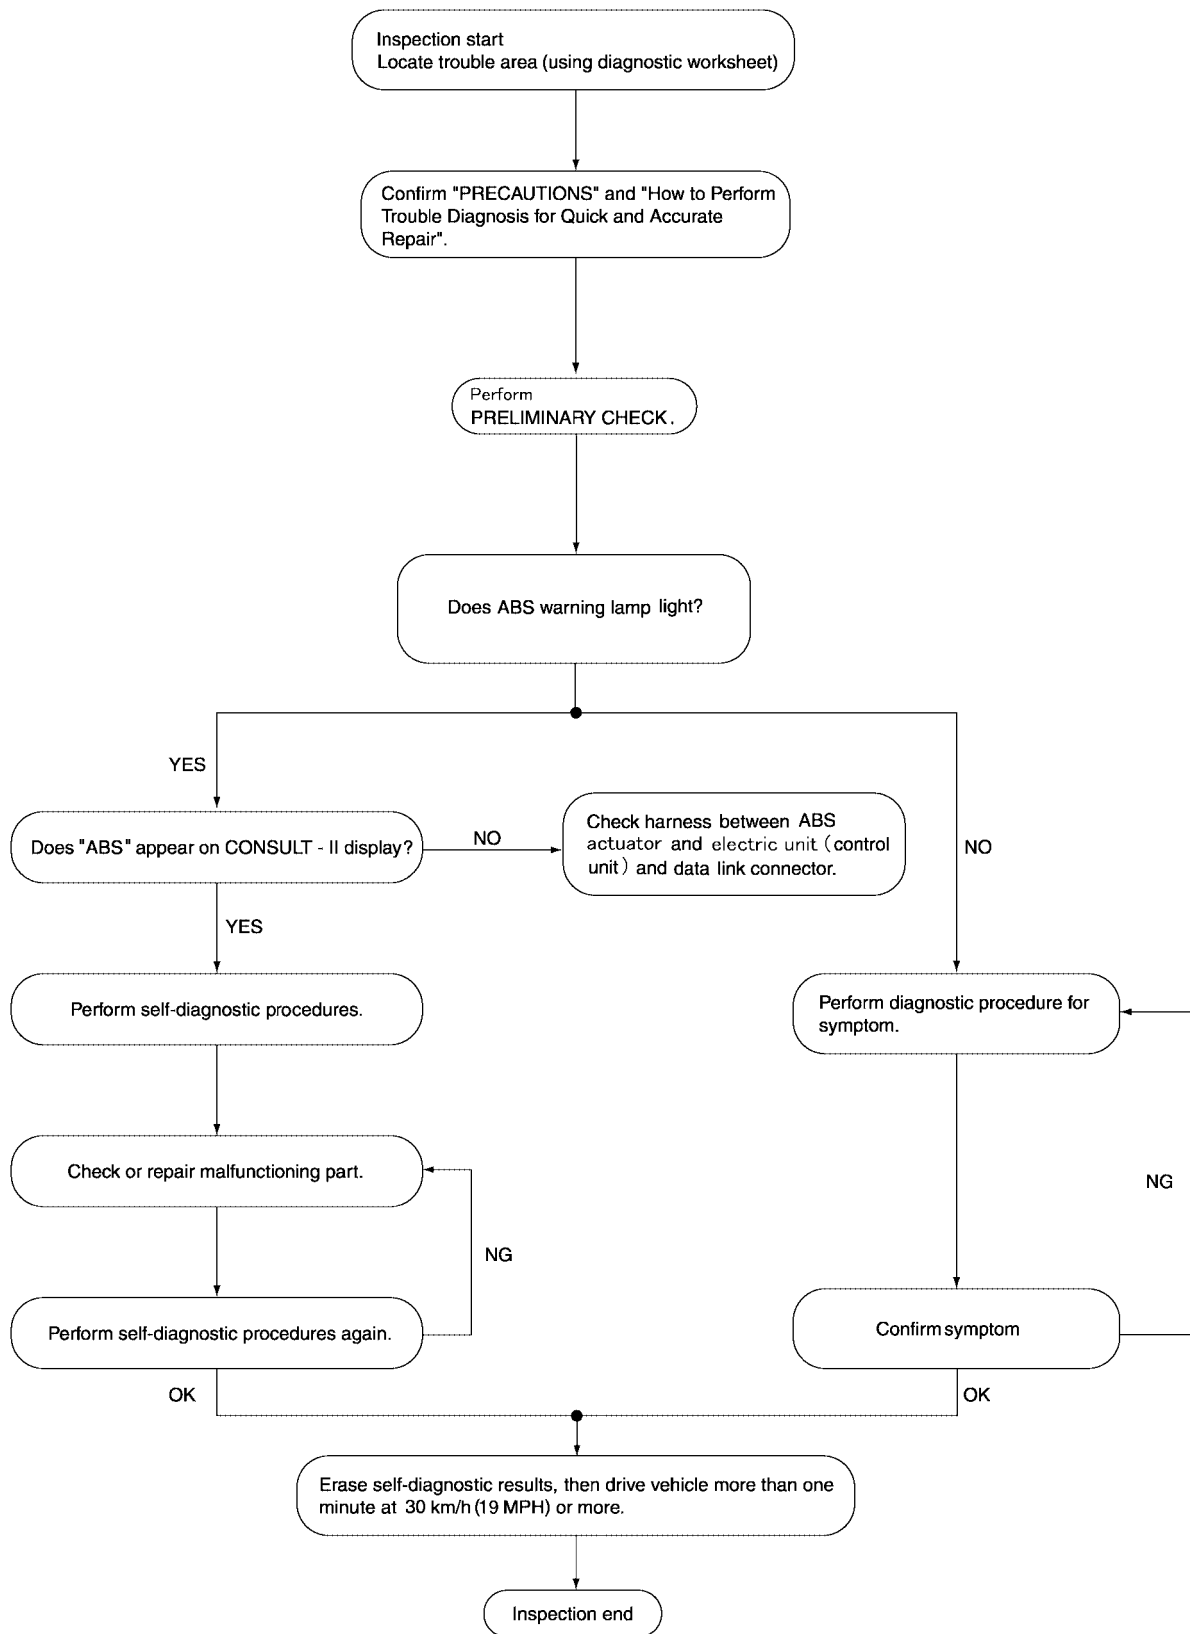 Inspection start
Locate trouble area (using diagnostic worksheet)
Confirm "PRECAUTIONS" and "How to Perform
Trouble Diagnosis for Quick and Accurate
Repair".
Perform
PRELIMINARY CHECK.
Does ABS warning lamp light?
YES
NO
Does "ABS" appear on CONSULT - II display?
NO
Check harness between ABS
actuator and electric unit (control
unit) and data link connector.
YES
Perform self-diagnostic procedures.
Perform diagnostic procedure for
symptom.
Check or repair malfunctioning part.
NG
NG
Perform self-diagnostic procedures again.
Confirm symptom
OK
OK
Erase self-diagnostic results, then drive vehicle more than one
minute at 30 km/h (19 MPH) or more.
Inspection end